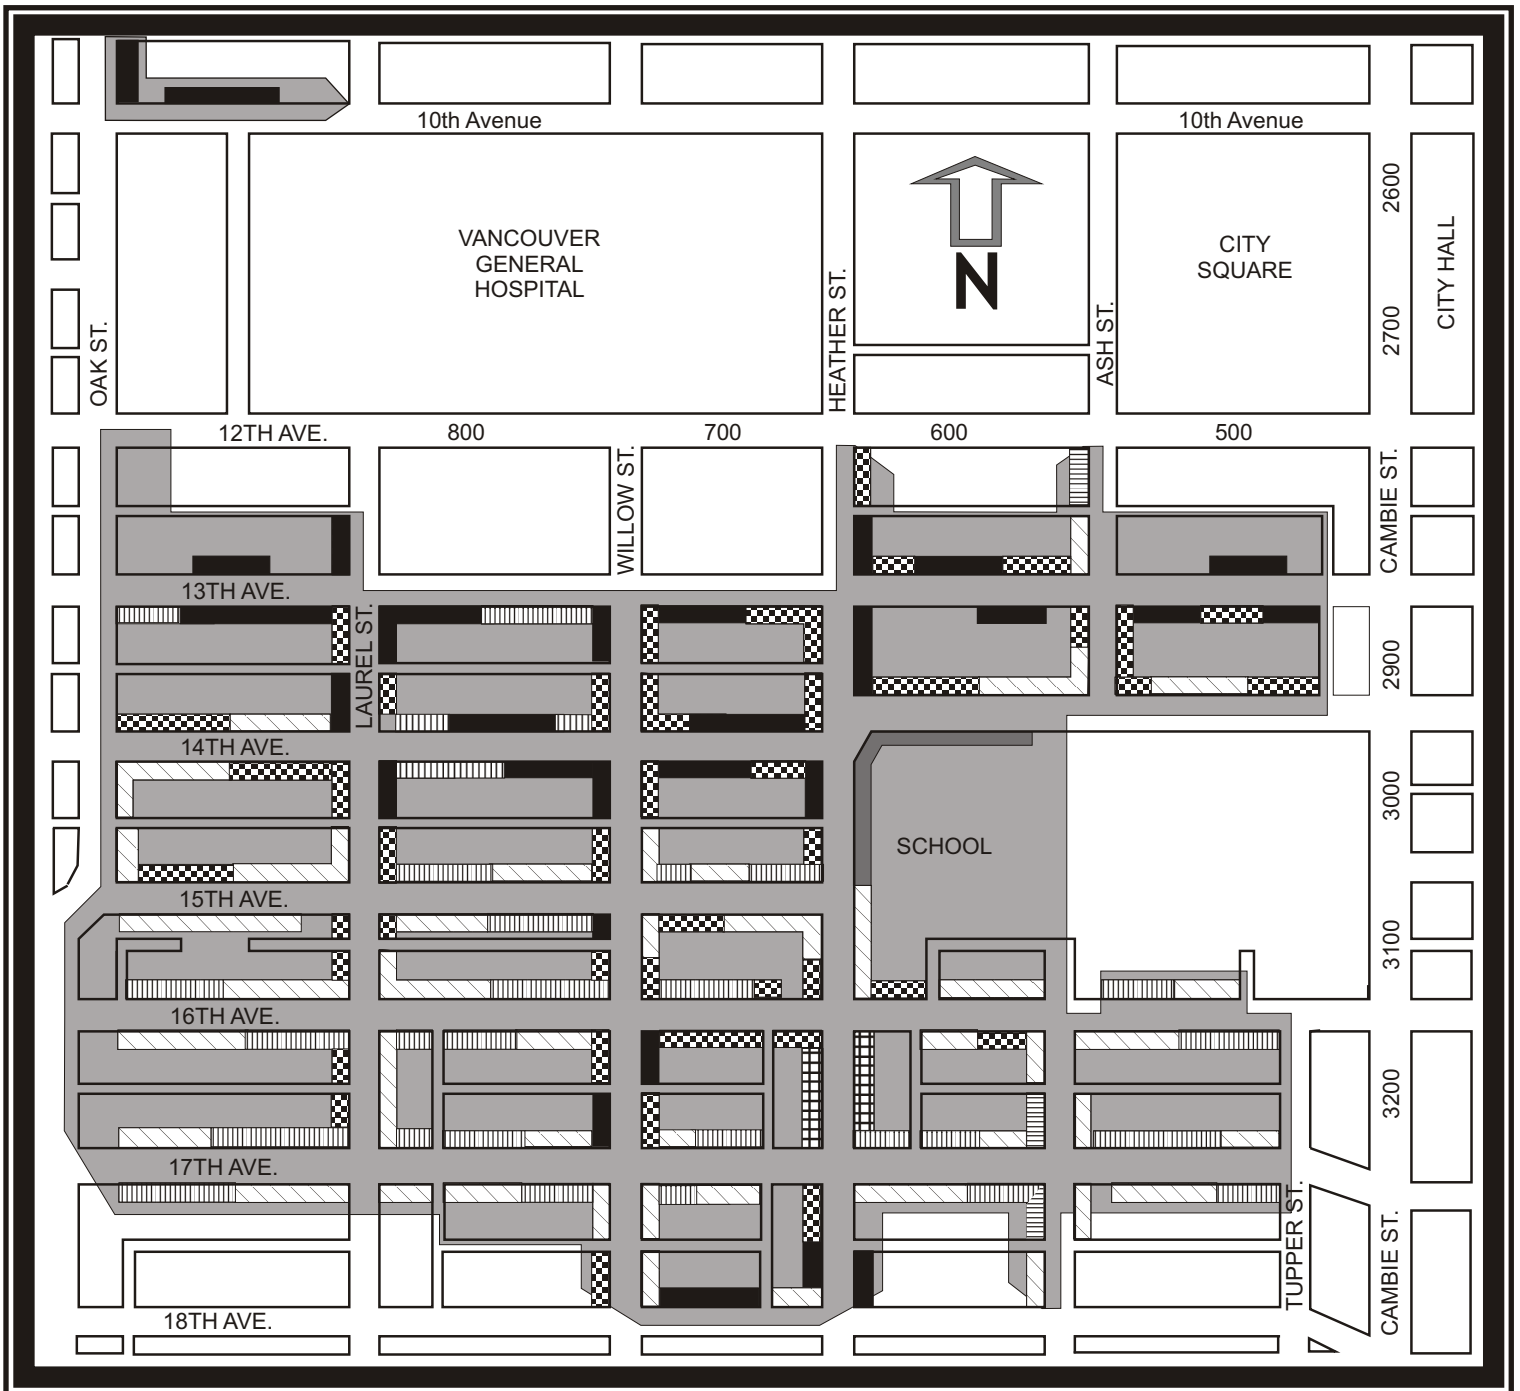 10th Avenue
10th Avenue
2600
VANCOUVER
GENERAL
HOSPITAL
CITY
SQUARE
N
CITY HALL
OAK ST.
HEATHER ST.
ASH ST.
2700
12TH AVE.
800
700
600
500
WILLOW ST.
CAMBIE ST.
13TH AVE.
LAUREL ST.
2900
14TH AVE.
3000
SCHOOL
15TH AVE.
3100
16TH AVE.
3200
17TH AVE.
TUPPER ST.
CAMBIE ST.
18TH AVE.